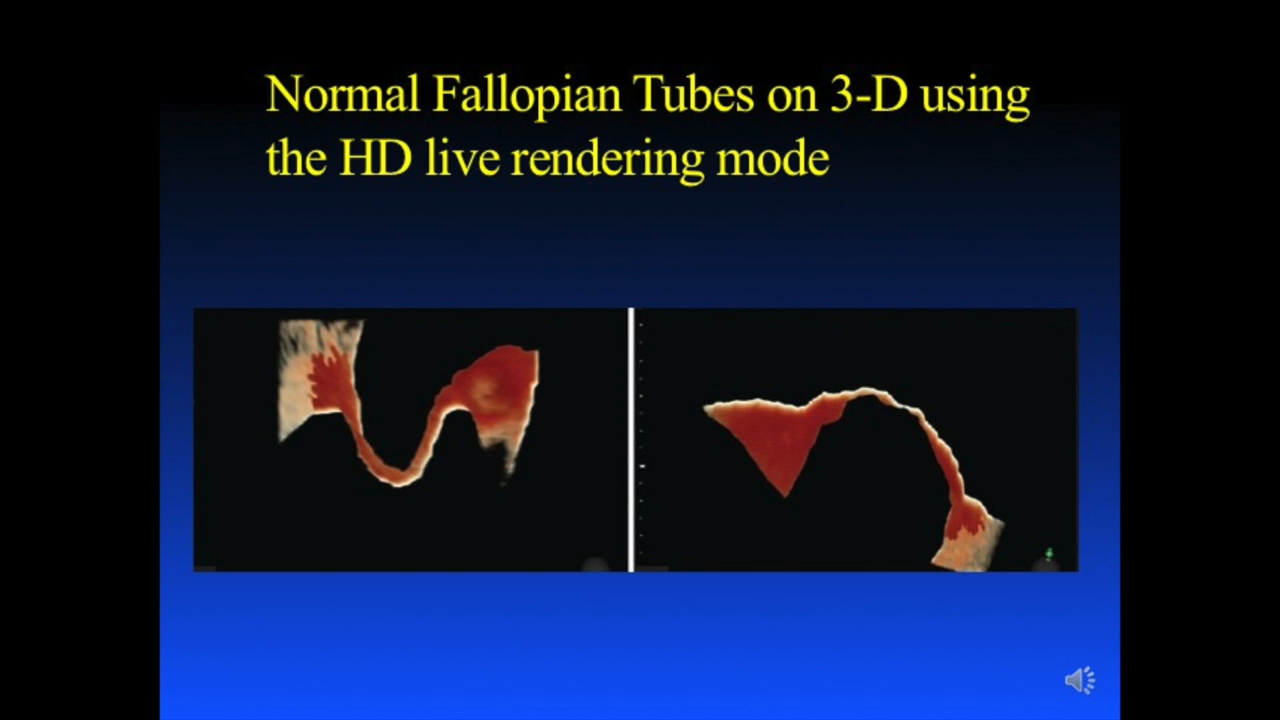 Normal Fallopian Tubes on 3-D using
the HD live rendering mode